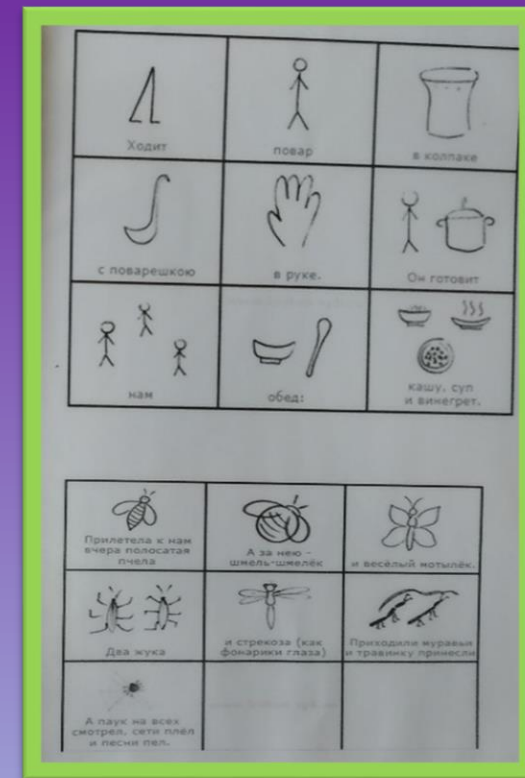 Ходит
повар
в колпаке
с поварешкою
в руке.
Он готовит
нам
обед:
кашу, суп
и винегрет.
Прилетела к нам
вчера полосатая
пчела
А за нею –
шмель-шмелёк
и весёлый мотылёк.
Два жука
и стрекоза (как
фонарики глаза)
Приходили муравьи
и травинку принесли
А паук на всех
смотрел, сети плёл
и песни пел.